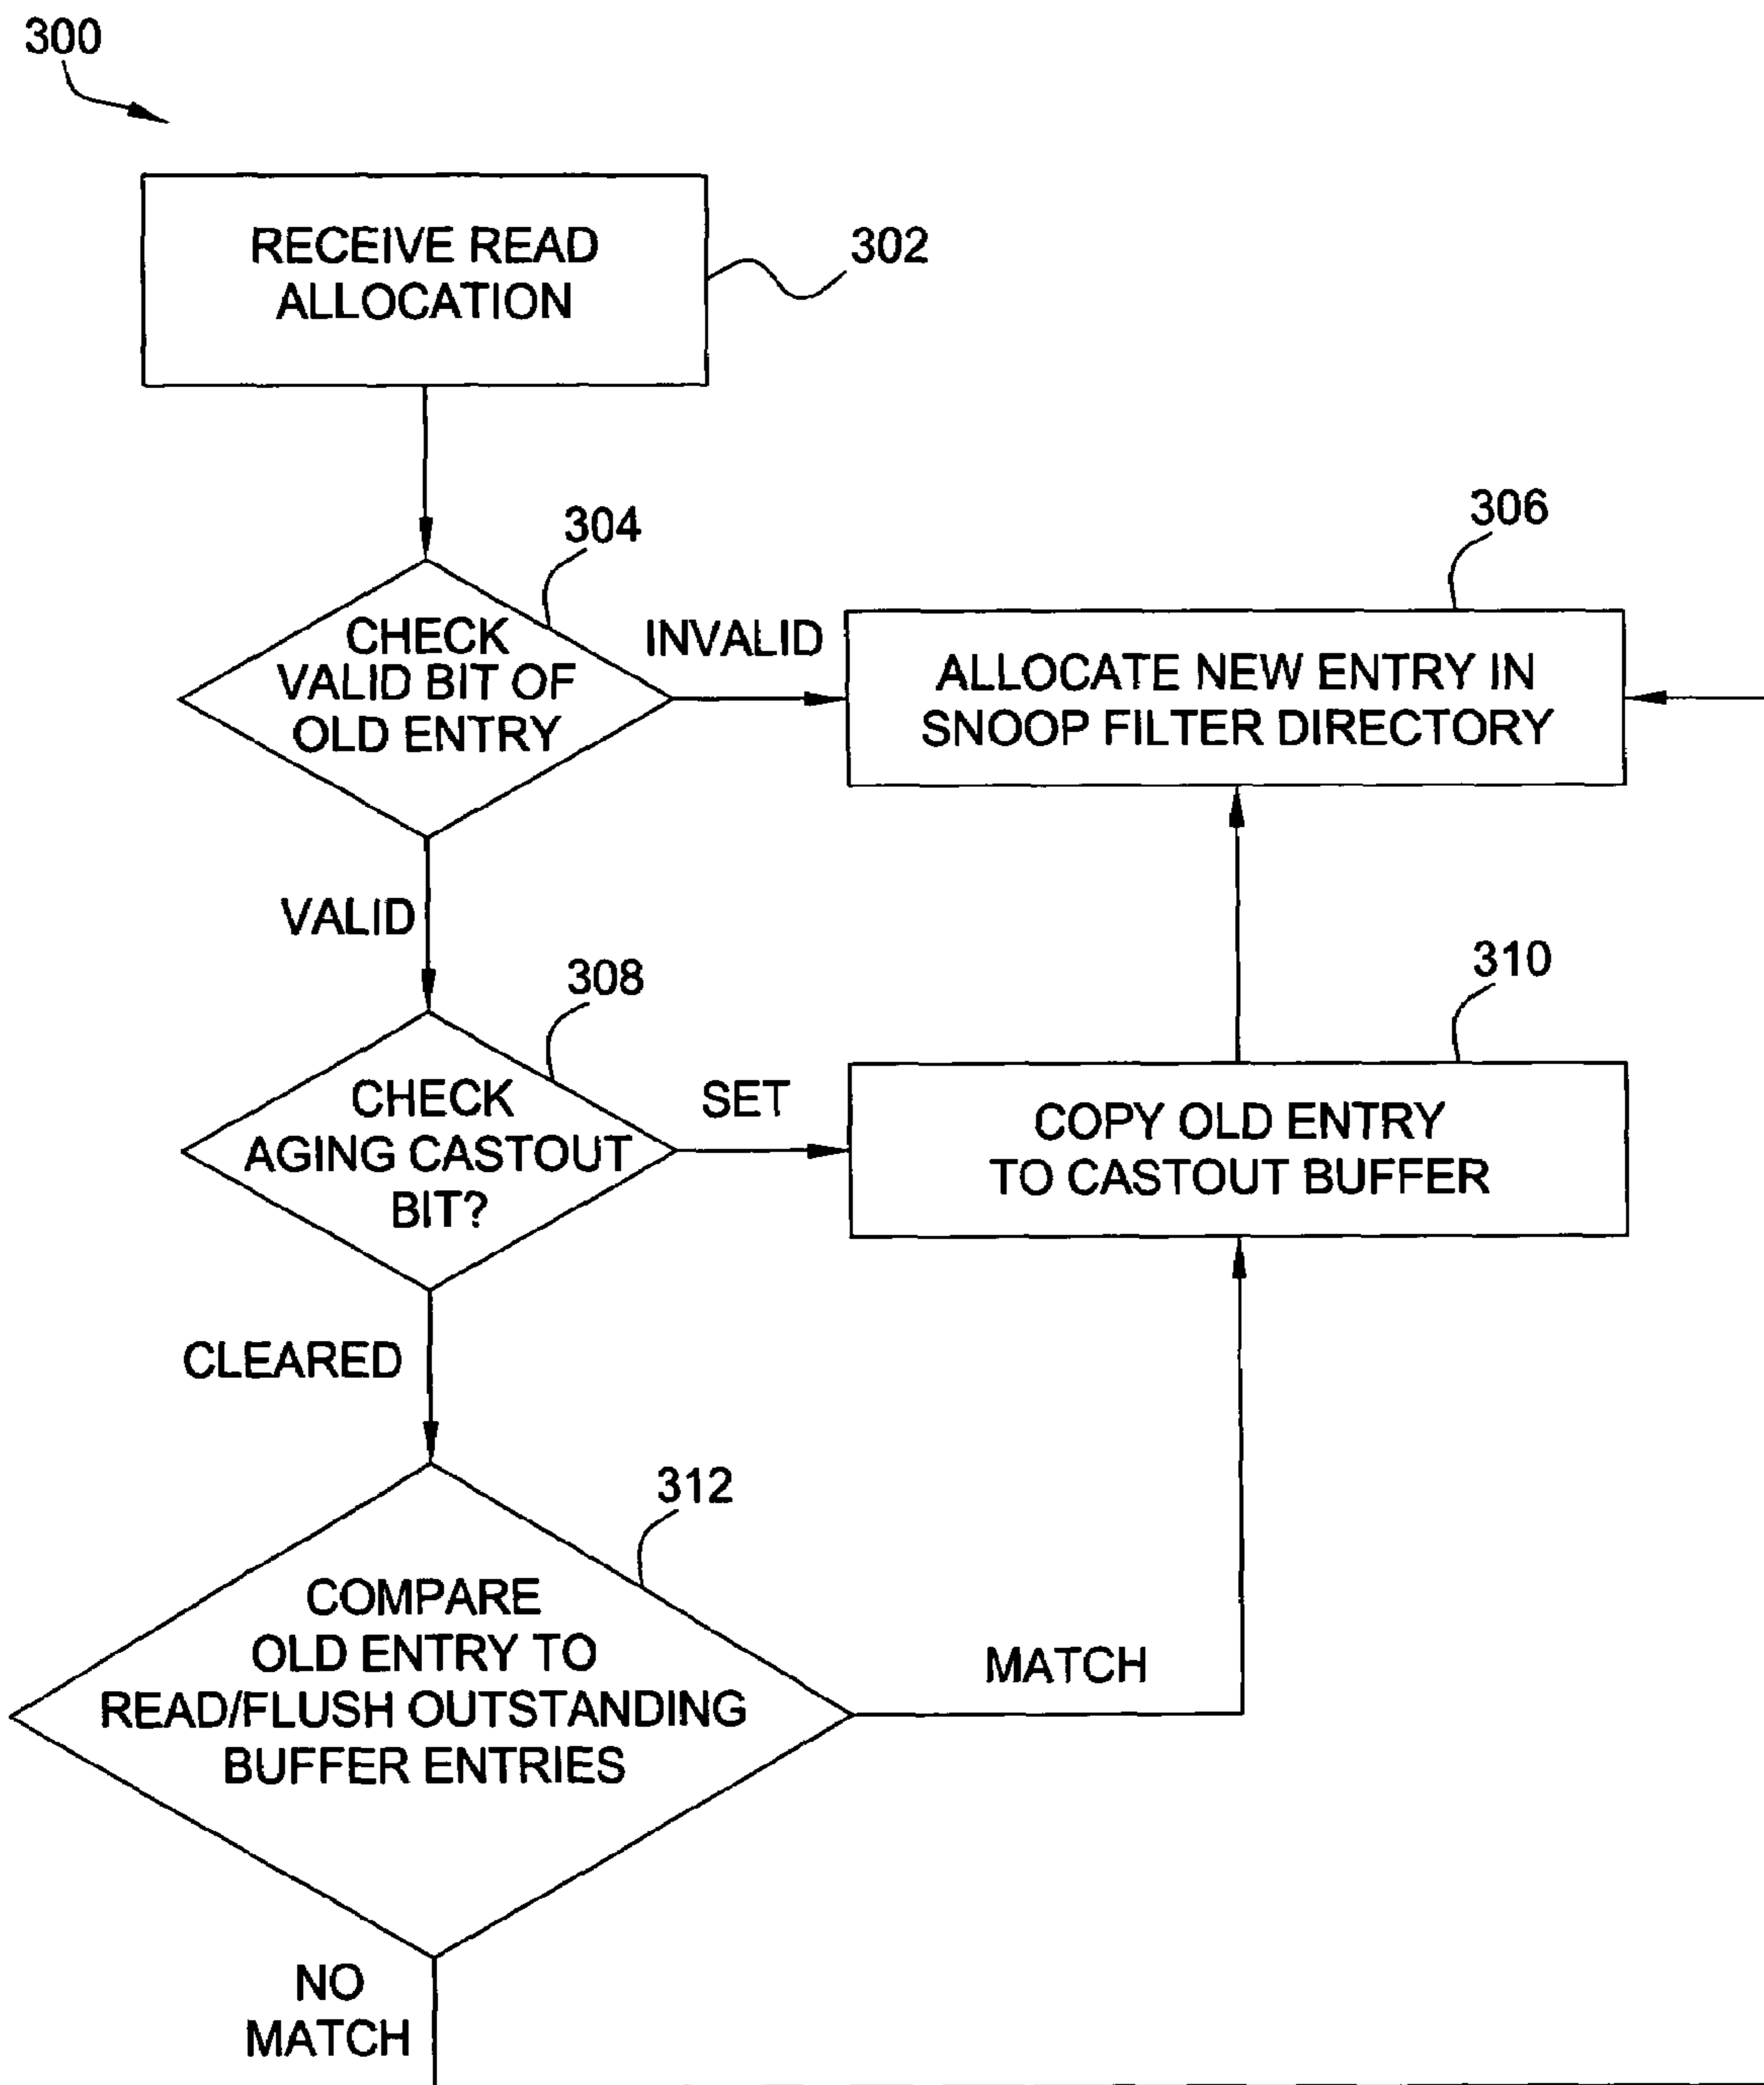 300
RECEIVE READ
ALLOCATION
302
304
CHECK
VALID BIT OF
OLD ENTRY
INVALID
306
ALLOCATE NEW ENTRY IN
SNOOP FILTER DIRECTORY
VALID
308
CHECK
AGING CASTOUT
BIT?
SET
310
COPY OLD ENTRY
TO CASTOUT BUFFER
CLEARED
312
COMPARE
OLD ENTRY TO
READ/FLUSH OUTSTANDING
BUFFER ENTRIES
MATCH
NO
MATCH